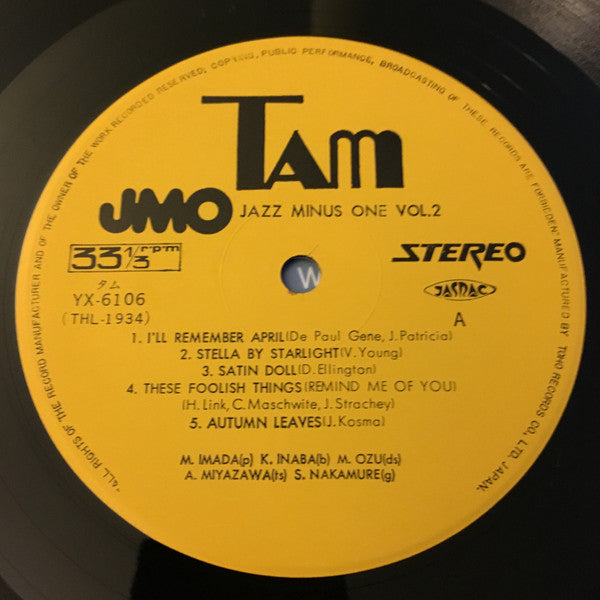 "ALL RIGHTS OF THE RECORD MANUFACTURER AND OF THE OWNER OF THE WORK RECORDED RESERVED; COPYING, PUBLIC PERFORMANCE, BROADCASTING OF THESE RECORDS ARE FORBIDEN" MANUFACTURED BY TOHO RECORDS CO., LTD. JAPAN.
TAM
JMO JAZZ MINUS ONE VOL.2
33 1/3 rpm STEREO
タム
YX-6106 JASRAC
(THL-1934) A
W
1. I'LL REMEMBER APRIL(De Paul Gene, J. Patricia)
2. STELLA BY STARLIGHT(V. Young)
3. SATIN DOLL(D. Ellington)
4. THESE FOOLISH THINGS(REMIND ME OF YOU)
(H. Link, C. Maschwite, J. Strachey)
5. AUTUMN LEAVES(J. Kosma)
M. IMADA(p) K. INABA(b) M. OZU(ds)
A. MIYAZAWA(ts) S. NAKAMURE(g)